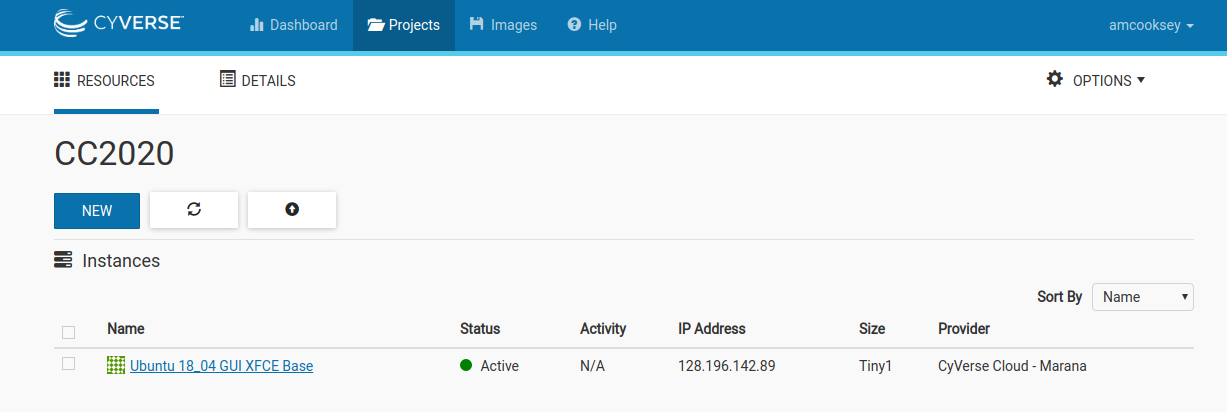 CYVERSE Dashboard Projects Images Help amcooksey
RESOURCES DETAILS OPTIONS
CC2020
NEW
Instances
Sort By Name
Name Status Activity IP Address Size Provider
Ubuntu 18_04 GUI XFCE Base Active N/A 128.196.142.89 Tiny1 CyVerse Cloud - Marana